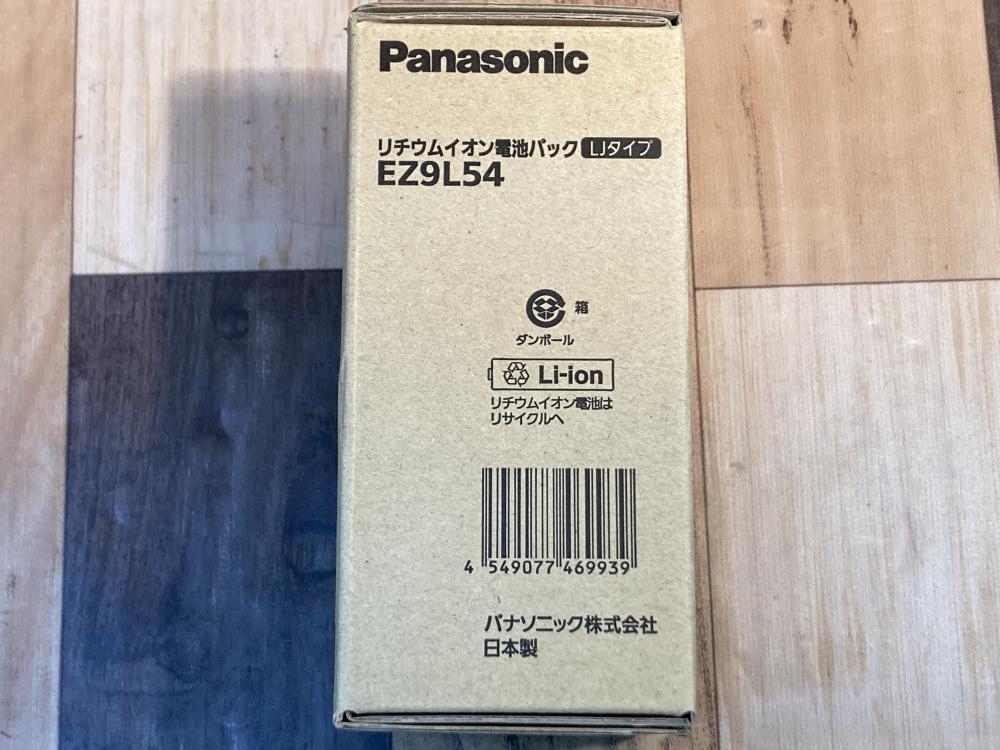 Panasonic
リチウムイオン電池パック LJタイプ
EZ9L54
箱
ダンボール
Li-ion
リチウムイオン電池は
リサイクルへ
4 549077 469939
パナソニック株式会社
日本製